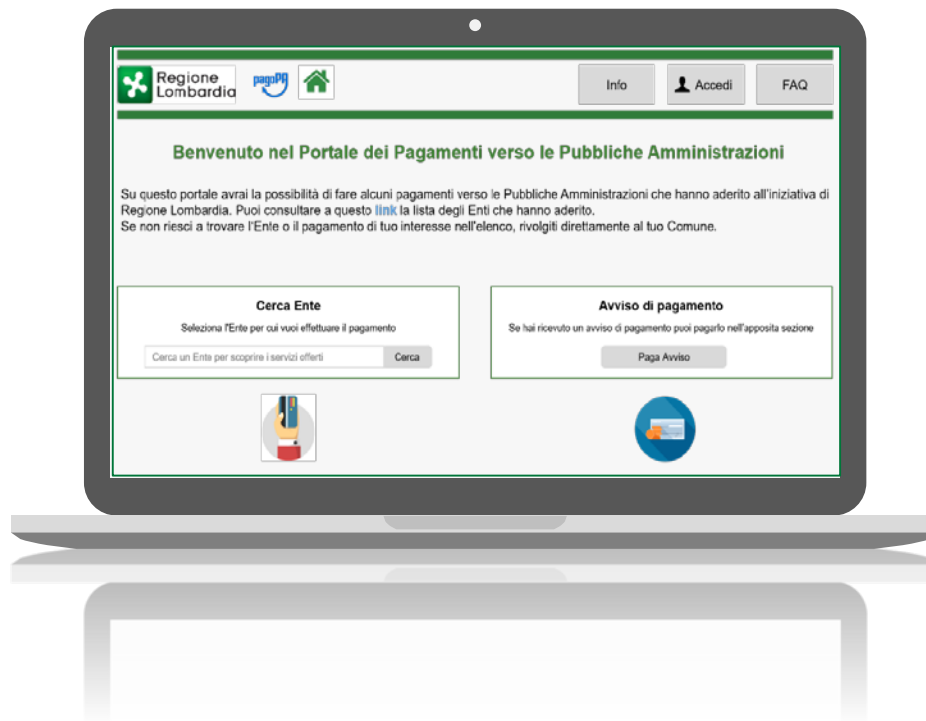 Regione
Lombardia
pagoPA
Info
Accedi
FAQ
Benvenuto nel Portale dei Pagamenti verso le Pubbliche Amministrazioni
Su questo portale avrai la possibilità di fare alcuni pagamenti verso le Pubbliche Amministrazioni che hanno aderito all'iniziativa di
Regione Lombardia. Puoi consultare a questo link la lista degli Enti che hanno aderito.
Se non riesci a trovare l'Ente o il pagamento di tuo interesse nell'elenco, rivolgiti direttamente al tuo Comune.
Cerca Ente
Seleziona l'Ente per cui vuoi effettuare il pagamento
Cerca un Ente per scoprire i servizi offerti
Cerca
Avviso di pagamento
Se hai ricevuto un avviso di pagamento puoi pagarlo nell'apposita sezione
Paga Avviso